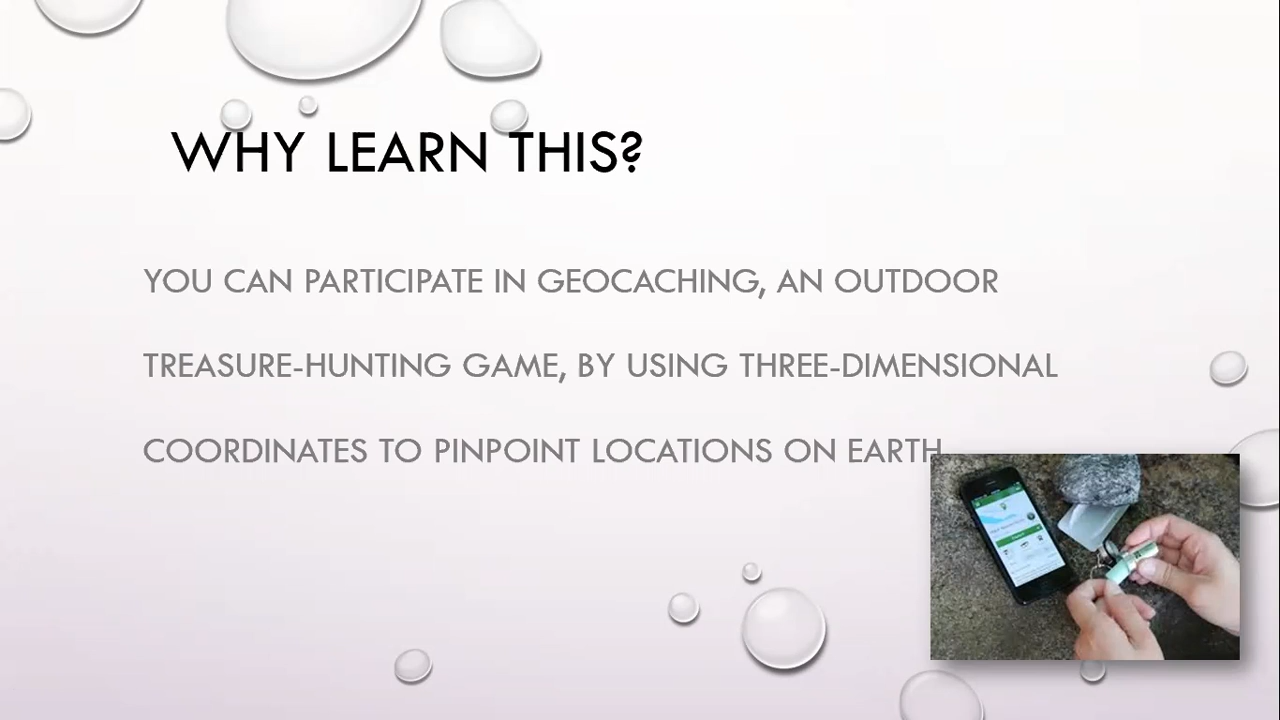 WHY LEARN THIS?
YOU CAN PARTICIPATE IN GEOCACHING, AN OUTDOOR
TREASURE-HUNTING GAME, BY USING THREE-DIMENSIONAL
COORDINATES TO PINPOINT LOCATIONS ON EARTH